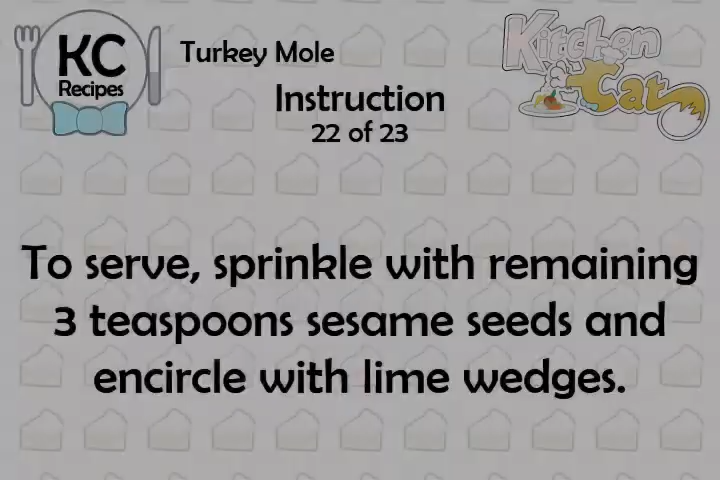 KC
Recipes
Turkey Mole
Kitchen
Cat
Instruction
22 of 23
To serve, sprinkle with remaining
3 teaspoons sesame seeds and
encircle with lime wedges.